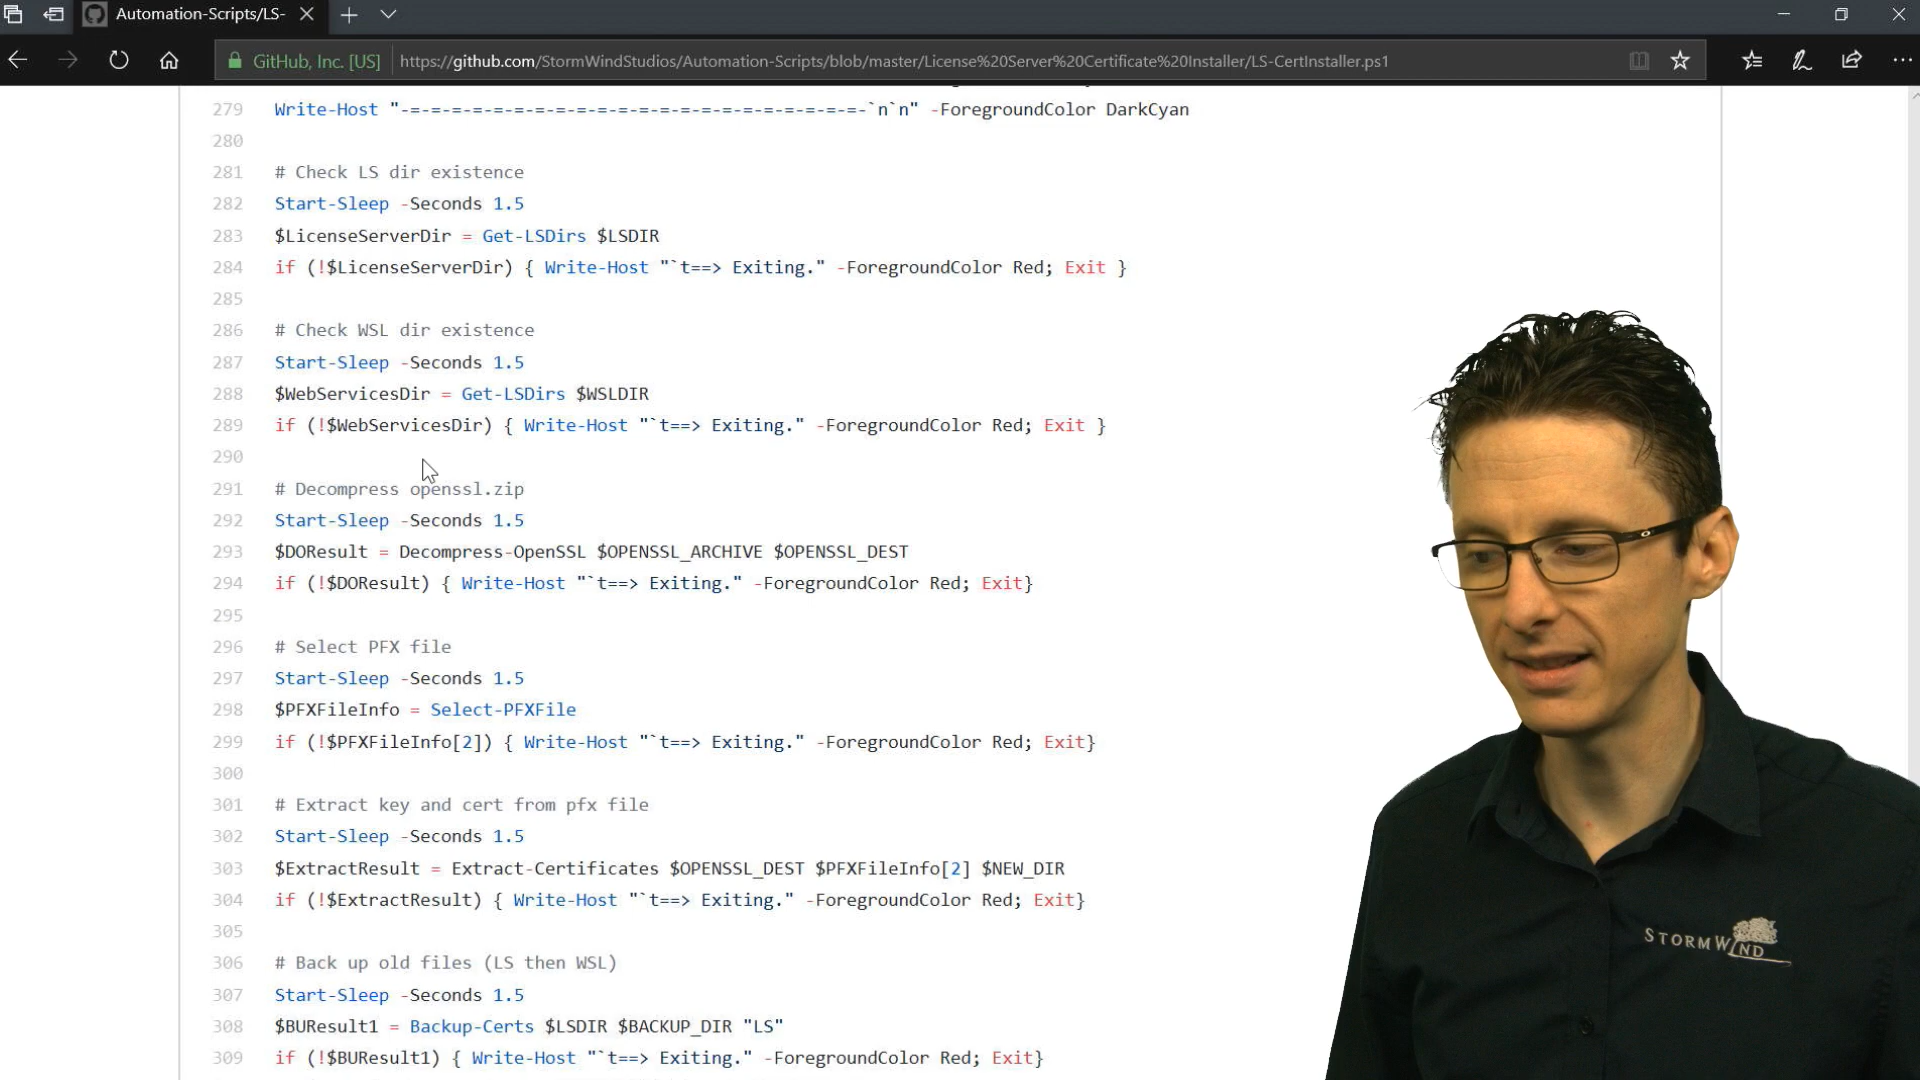 Automation-Scripts/LS-
GitHub, Inc. [US]
https://github.com/StormWindStudios/Automation-Scripts/blob/master/License%20Server%20Certificate%20Installer/LS-CertInstaller.ps1
279 Write-Host "-=-=-=-=-=-=-=-=-=-=-=-=-=-=-=-=-=-=-=-=-=-=-`n`n" -ForegroundColor DarkCyan
280
281 # Check LS dir existence
282 Start-Sleep -Seconds 1.5
283 $LicenseServerDir = Get-LSDirs $LSDIR
284 if (!$LicenseServerDir) { Write-Host "`t==> Exiting." -ForegroundColor Red; Exit }
285
286 # Check WSL dir existence
287 Start-Sleep -Seconds 1.5
288 $WebServicesDir = Get-LSDirs $WSLDIR
289 if (!$WebServicesDir) { Write-Host "`t==> Exiting." -ForegroundColor Red; Exit }
290
291 # Decompress openssl.zip
292 Start-Sleep -Seconds 1.5
293 $DOResult = Decompress-OpenSSL $OPENSSL_ARCHIVE $OPENSSL_DEST
294 if (!$DOResult) { Write-Host "`t==> Exiting." -ForegroundColor Red; Exit}
295
296 # Select PFX file
297 Start-Sleep -Seconds 1.5
298 $PFXFileInfo = Select-PFXFile
299 if (!$PFXFileInfo[2]) { Write-Host "`t==> Exiting." -ForegroundColor Red; Exit}
300
301 # Extract key and cert from pfx file
302 Start-Sleep -Seconds 1.5
303 $ExtractResult = Extract-Certificates $OPENSSL_DEST $PFXFileInfo[2] $NEW_DIR
304 if (!$ExtractResult) { Write-Host "`t==> Exiting." -ForegroundColor Red; Exit}
305
306 # Back up old files (LS then WSL)
307 Start-Sleep -Seconds 1.5
308 $BUResult1 = Backup-Certs $LSDIR $BACKUP_DIR "LS"
309 if (!$BUResult1) { Write-Host "`t==> Exiting." -ForegroundColor Red; Exit}
STORMWIND